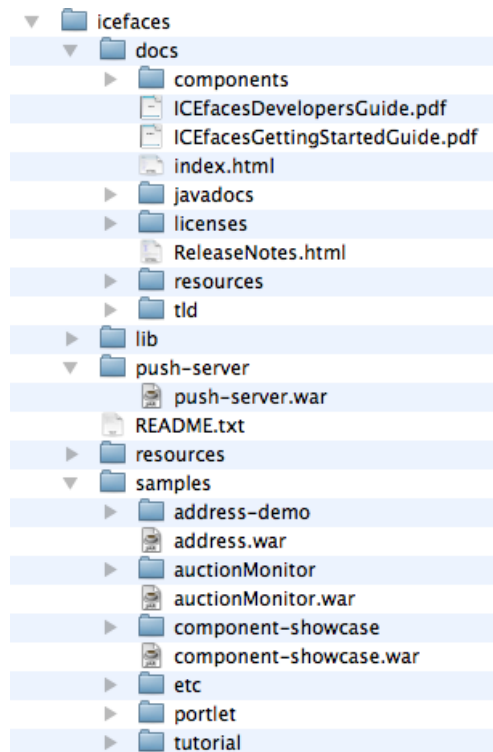 icefaces
docs
components
ICEfacesDevelopersGuide.pdf
ICEfacesGettingStartedGuide.pdf
index.html
javadocs
licenses
ReleaseNotes.html
resources
tld
lib
push-server
push-server.war
README.txt
resources
samples
address-demo
address.war
auctionMonitor
auctionMonitor.war
component-showcase
component-showcase.war
etc
portlet
tutorial